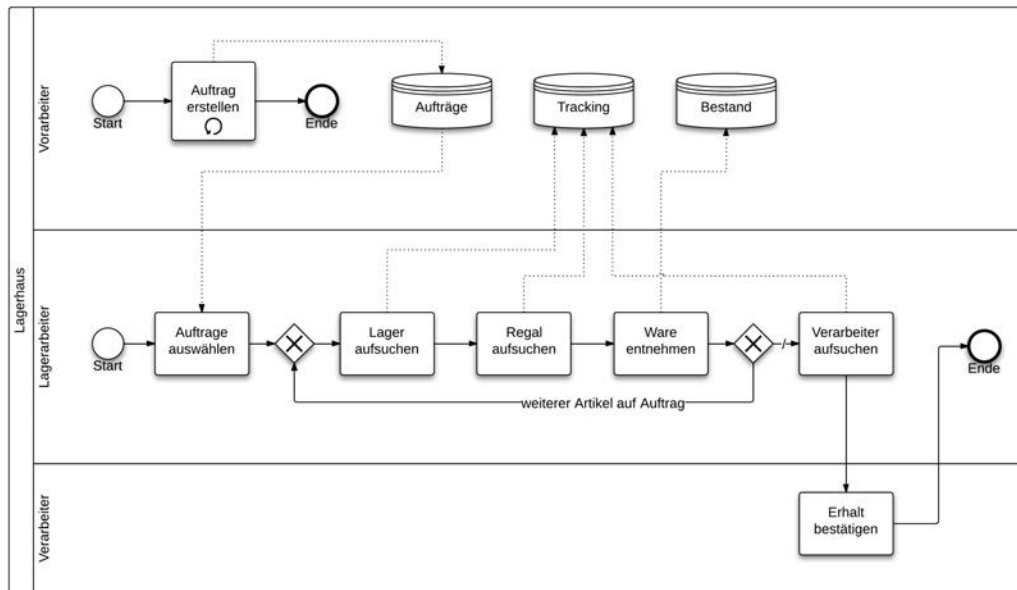 Lagerhaus
Vorarbeiter
Start
Auftrag
erstellen
Ende
Aufträge
Tracking
Bestand
Lagerarbeiter
Start
Auftrage
auswählen
Lager
aufsuchen
Regal
aufsuchen
Ware
entnehmen
Verarbeiter
aufsuchen
Ende
weiterer Artikel auf Auftrag
Verarbeiter
Erhalt
bestätigen